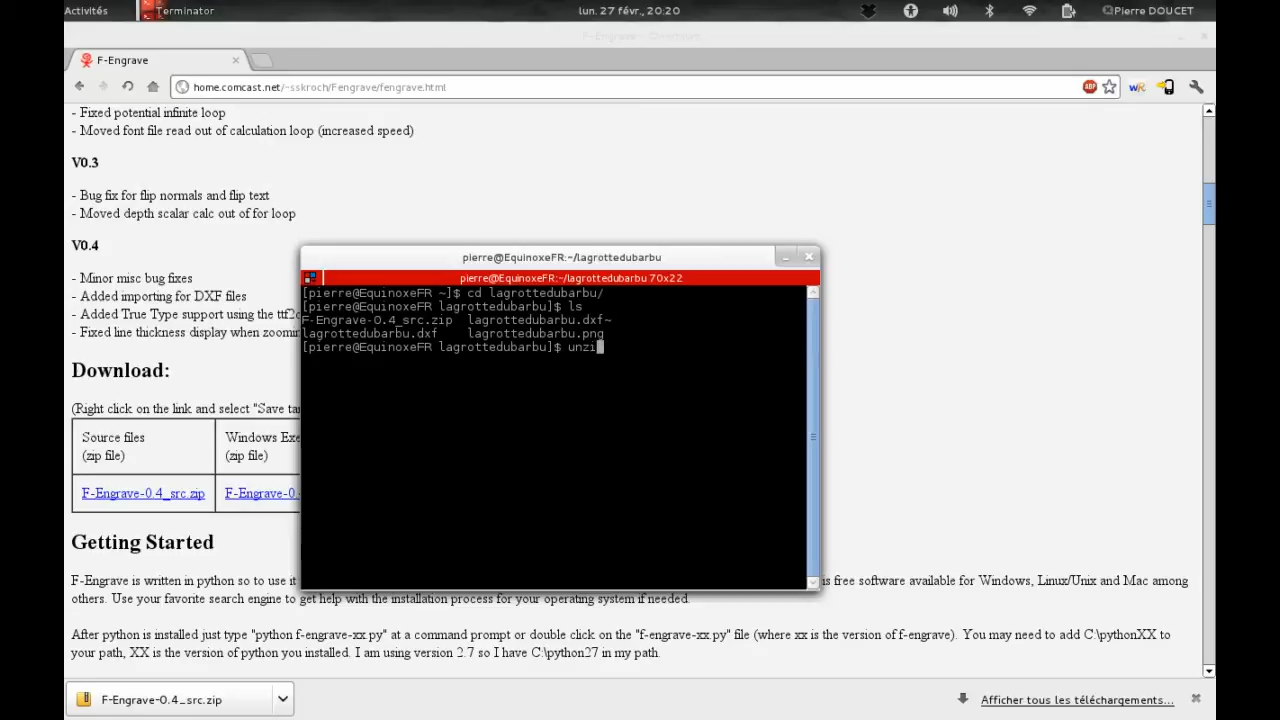 Activités Terminator lun. 27 févr., 20:20 Pierre DOUCET
F-Engrave
home.comcast.net/~sskroch/Fengrave/fengrave.html
- Fixed potential infinite loop
- Moved font file read out of calculation loop (increased speed)
V0.3
- Bug fix for flip normals and flip text
- Moved depth scalar calc out of for loop
V0.4
- Minor misc bug fixes
- Added importing for DXF files
- Added True Type support using the ttf2c
- Fixed line thickness display when zoomin
Download:
(Right click on the link and select "Save ta
Source files
(zip file)
Windows Exe
(zip file)
F-Engrave-0.4_src.zip
F-Engrave-0.
pierre@EquinoxeFR:~/lagrottedubarbu
pierre@EquinoxeFR:~/lagrottedubarbu 70x22
[pierre@EquinoxeFR ~]$ cd lagrottedubarbu/
[pierre@EquinoxeFR lagrottedubarbu]$ ls
F-Engrave-0.4_src.zip lagrottedubarbu.dxf~
lagrottedubarbu.dxf lagrottedubarbu.png
[pierre@EquinoxeFR lagrottedubarbu]$ unzi
Getting Started
F-Engrave is written in python so to use it is free software available for Windows, Linux/Unix and Mac among
others. Use your favorite search engine to get help with the installation process for your operating system if needed.
After python is installed just type "python f-engrave-xx.py" at a command prompt or double click on the "f-engrave-xx.py" file (where xx is the version of f-engrave). You may need to add C:\pythonXX to
your path, XX is the version of python you installed. I am using version 2.7 so I have C:\python27 in my path.
F-Engrave-0.4_src.zip
Afficher tous les téléchargements...